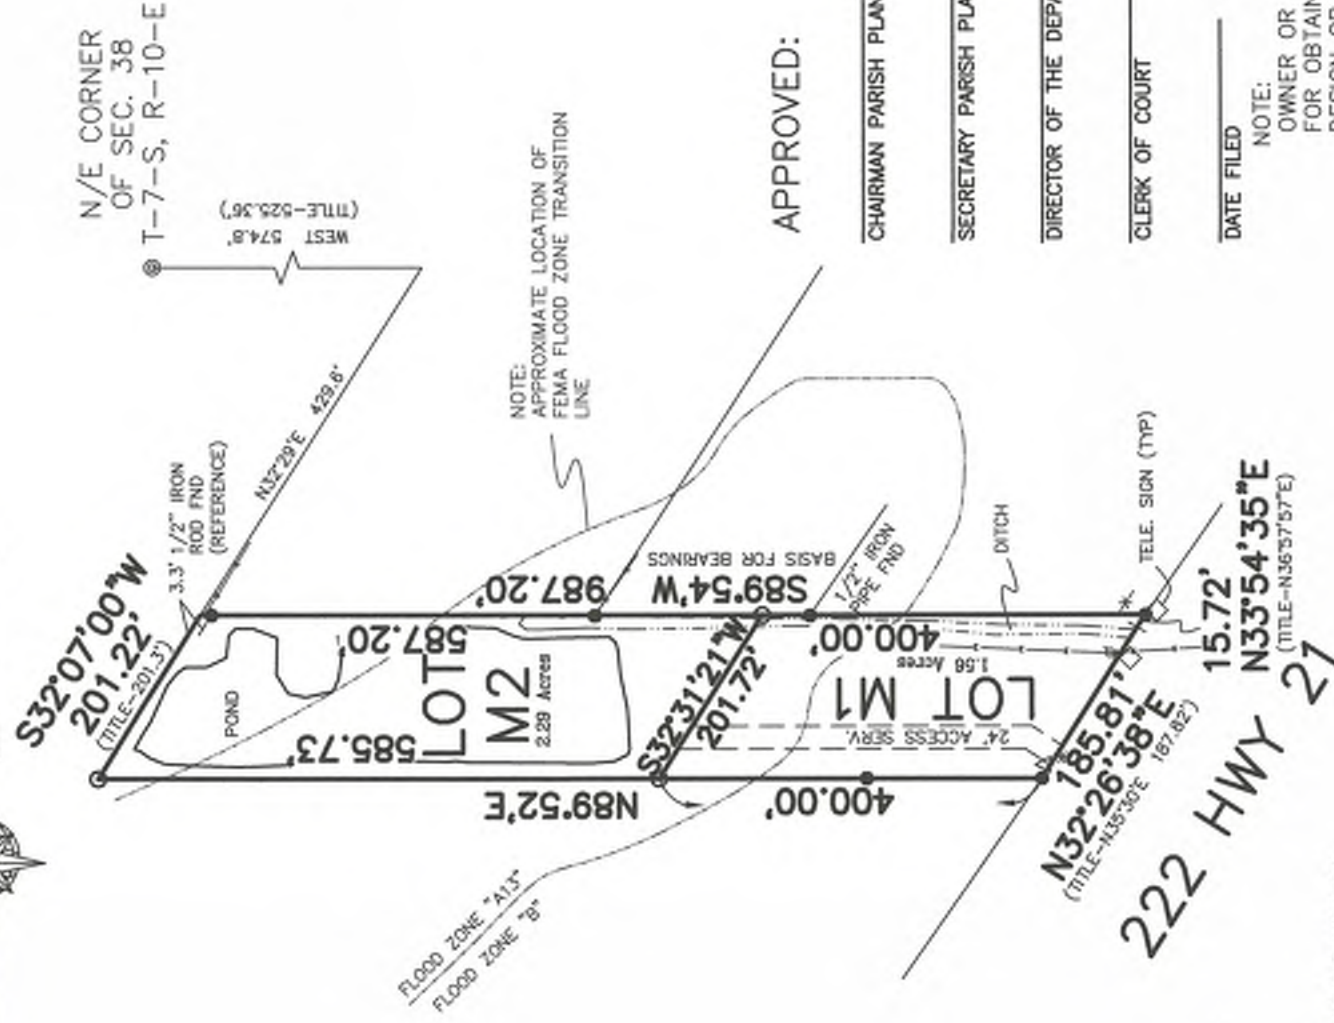 N/E CORNER
OF SEC. 38
T-7-S, R-10-E
WEST 574.8'
(TITLE-525.36')
N32°29'E 429.6'
3.3' 1/2" IRON
ROD FND
(REFERENCE)
S32°07'00"W
201.22'
(TITLE-201.3')
NOTE:
APPROXIMATE LOCATION OF
FEMA FLOOD ZONE TRANSITION
LINE
987.20'
S89°54'W
BASIS FOR BEARINGS
1/2" IRON
PIPE FND
587.20'
400.00'
POND
LOT
M2
2.29 Acres
585.73'
S32°31'21"W
201.72'
LOT M1
1.56 Acres
24' ACCESS SERV.
N89°52'E
400.00'
DITCH
TELE. SIGN (TYP)
15.72'
N33°54'35"E
(TITLE-N36°57'57"E)
185.81'
N32°26'38"E
(TITLE-N35°30'E 187.82')
222 HWY 21
FLOOD ZONE "A13"
FLOOD ZONE "B"
APPROVED:
CHAIRMAN PARISH PLAN
SECRETARY PARISH PLA
DIRECTOR OF THE DEPA
CLERK OF COURT
DATE FILED
NOTE:
OWNER OR
FOR OBTAIN